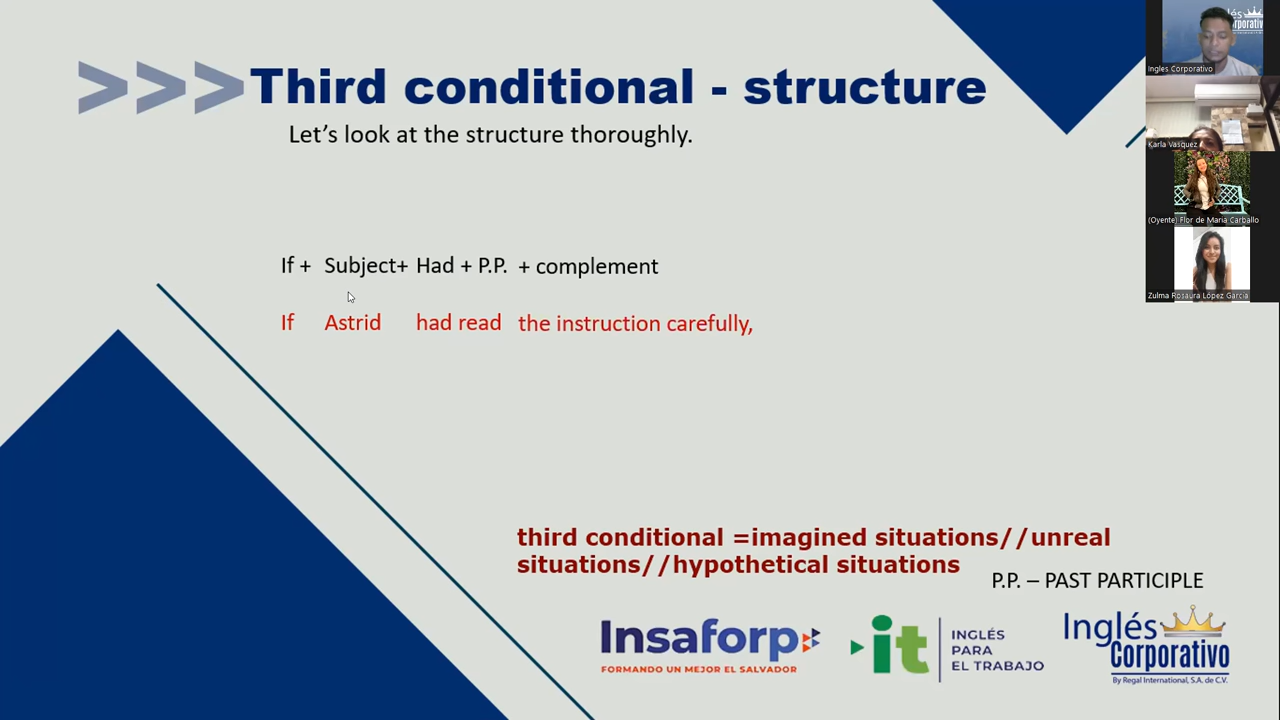 >>> Third conditional - structure
Let's look at the structure thoroughly.
If + Subject+ Had + P.P. + complement
If Astrid had read the instruction carefully,
third conditional =imagined situations//unreal
situations//hypothetical situations
P.P. – PAST PARTICIPLE
Insaforp
FORMANDO UN MEJOR EL SALVADOR
it
INGLÉS
PARA
EL TRABAJO
Inglés
Corporativo
By Regal International, S.A. de C.V.
Ingles Corporativo
Karla Vasquez
(Oyente) Flor de Maria Carballo
Zulma Rosaura López Garcia